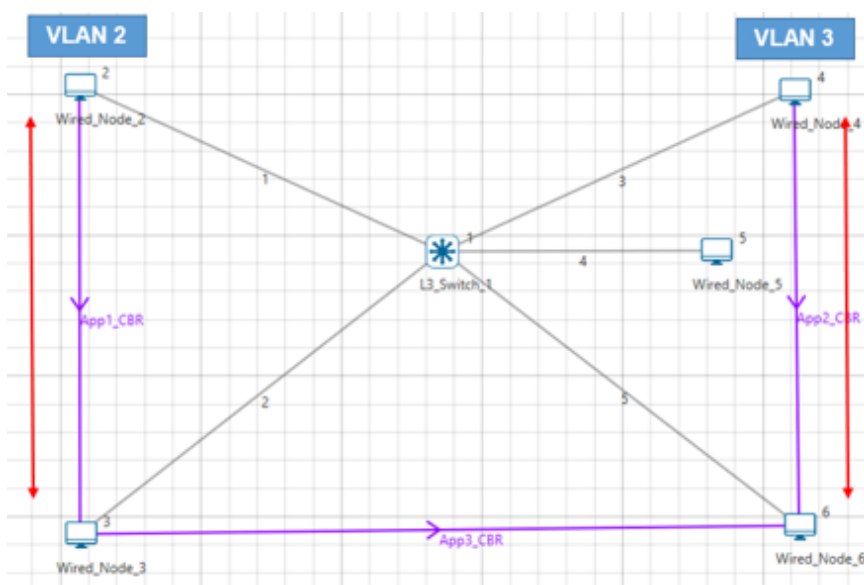 VLAN 2
VLAN 3
2
4
Wired_Node_2
Wired_Node_4
1
3
1
5
4
L3_Switch_1
Wired_Node_5
App1_CBR
App2_CBR
2
5
3
6
App3_CBR
Wired_Node_3
Wired_Node_6